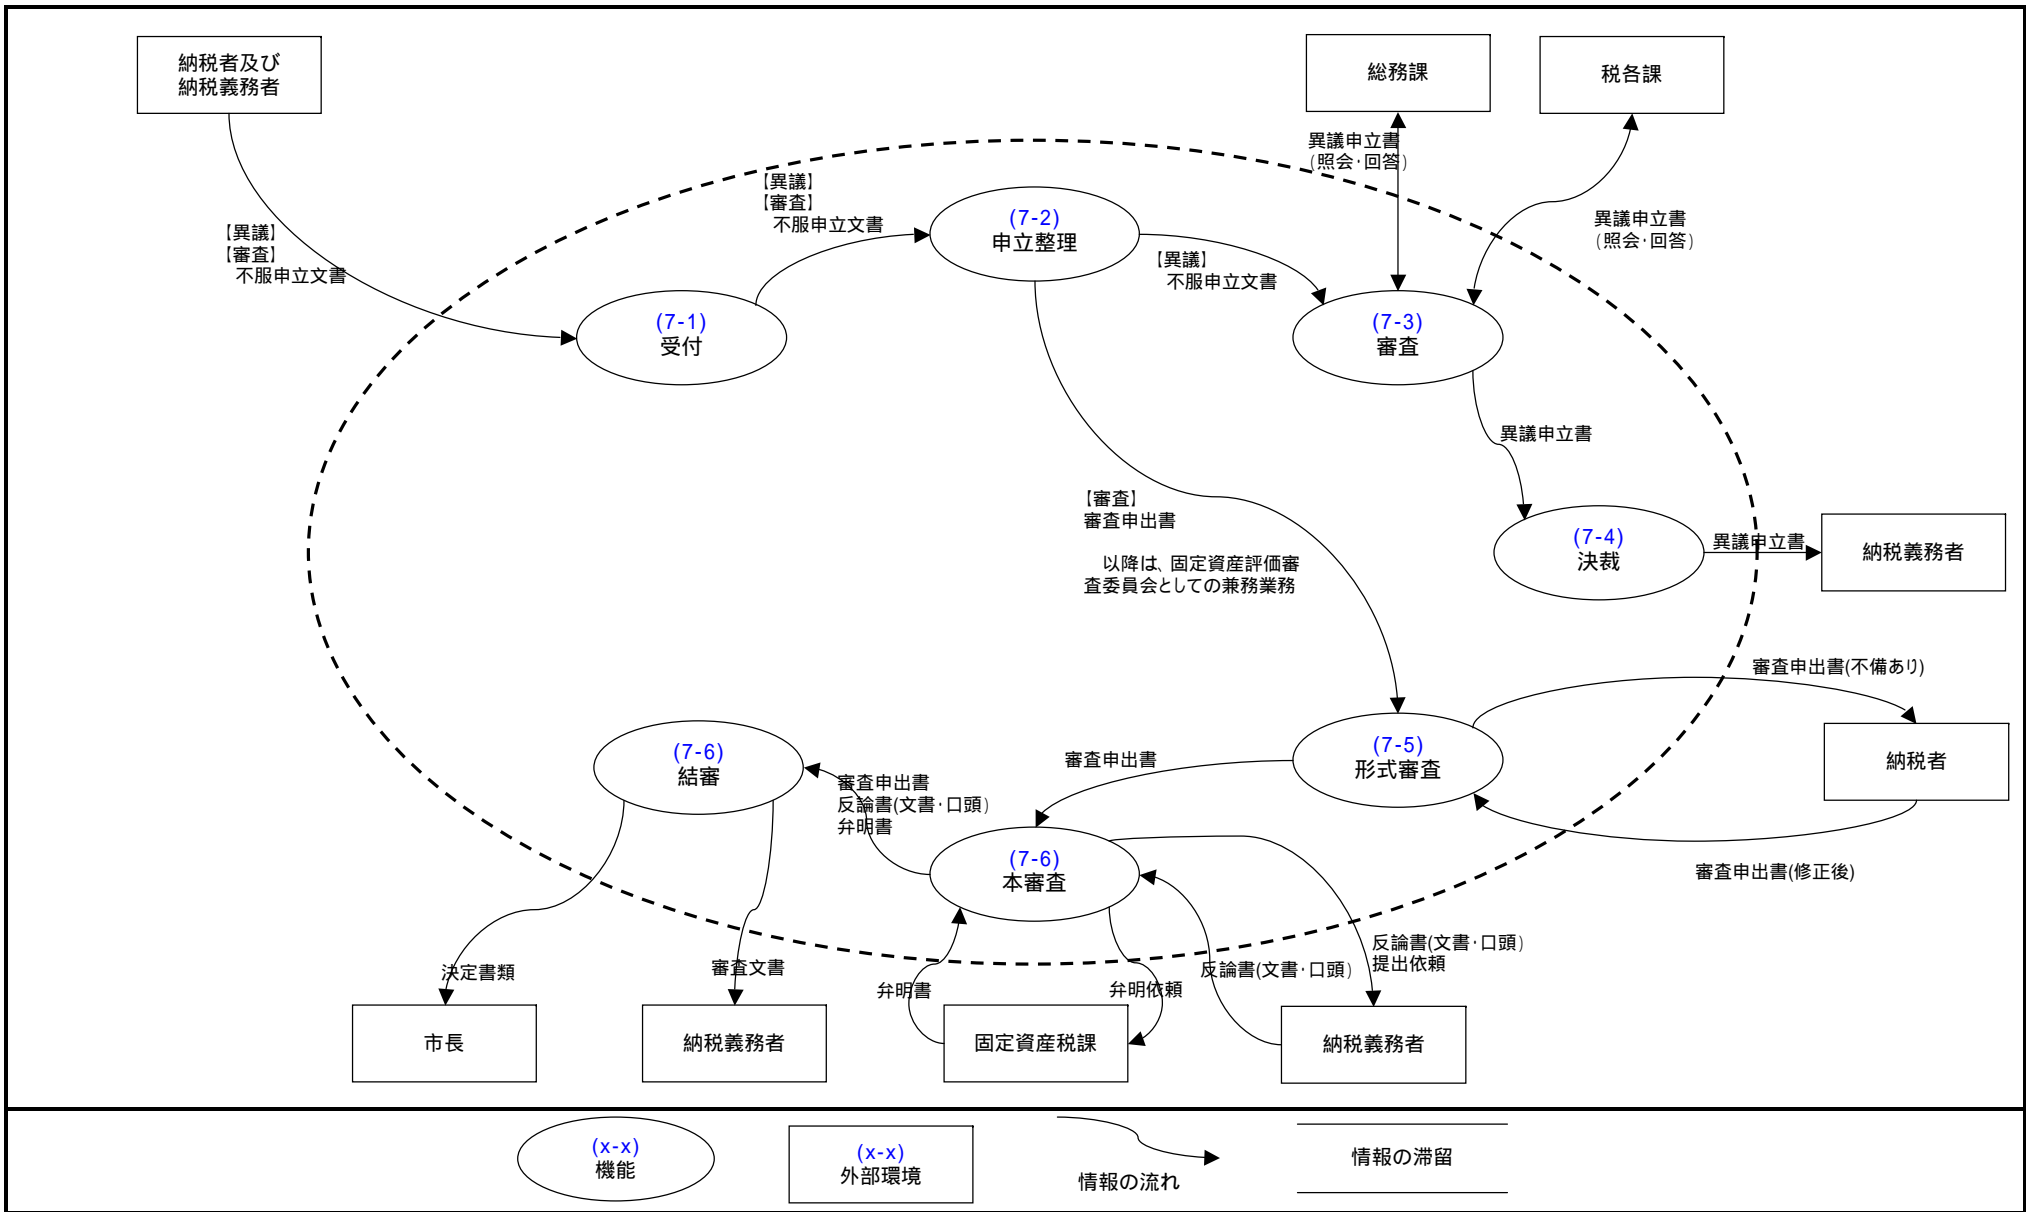 納税者及び
納税義務者
総務課
税各課
異議申立書
(照会・回答)
異議申立書
(照会・回答)
【異議】
【審査】
不服申立文書
【異議】
【審査】
不服申立文書
(7-2)
申立整理
【異議】
不服申立文書
(7-1)
受付
(7-3)
審査
異議申立書
(7-4)
決裁
異議申立書
納税義務者
【審査】
審査申出書
以降は、固定資産評価審
査委員会としての兼務業務
審査申出書(不備あり)
(7-5)
形式審査
納税者
審査申出書(修正後)
審査申出書
(7-6)
結審
審査申出書
反論書(文書・口頭)
弁明書
(7-6)
本審査
決定書類
審査文書
弁明書
弁明依頼
反論書(文書・口頭)
反論書(文書・口頭)
提出依頼
市長
納税義務者
固定資産税課
納税義務者
(x-x)
機能
(x-x)
外部環境
情報の流れ
情報の滞留